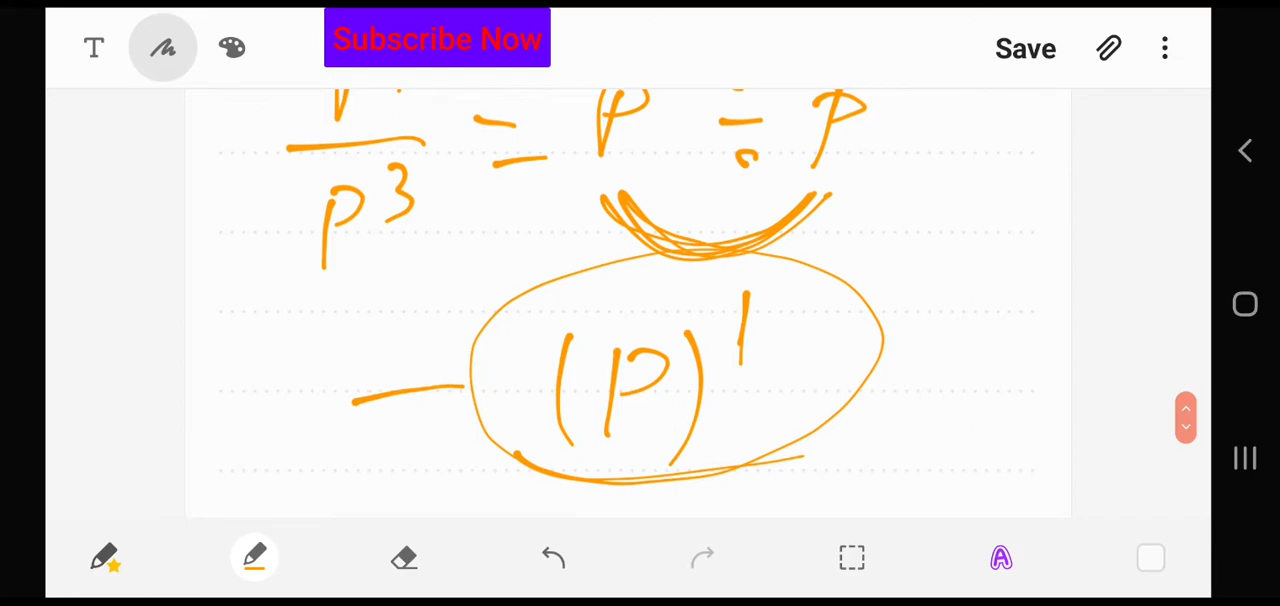 T
Subscribe Now
Save
p³ = p ÷ p
— (p)¹
A